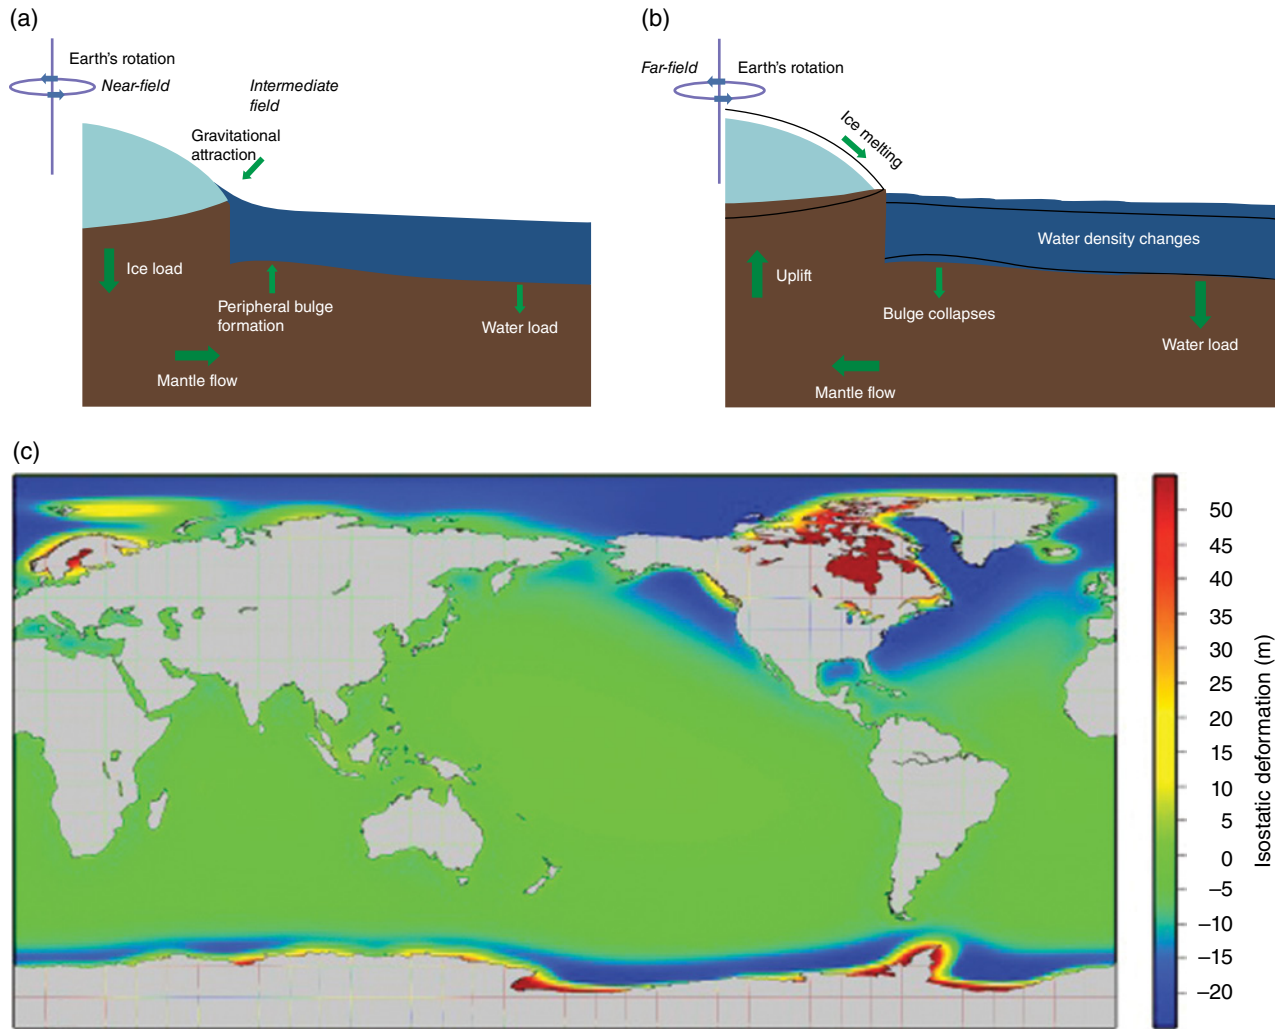 (a)
Earth's rotation
Near-field
Intermediate
field
Gravitational
attraction
Ice load
Peripheral bulge
formation
Water load
Mantle flow
(b)
Far-field
Earth's rotation
Ice melting
Water density changes
Uplift
Bulge collapses
Water load
Mantle flow
(c)
50
45
40
35
30
25
20
15
10
5
0
–5
–10
–15
–20
Isostatic deformation (m)